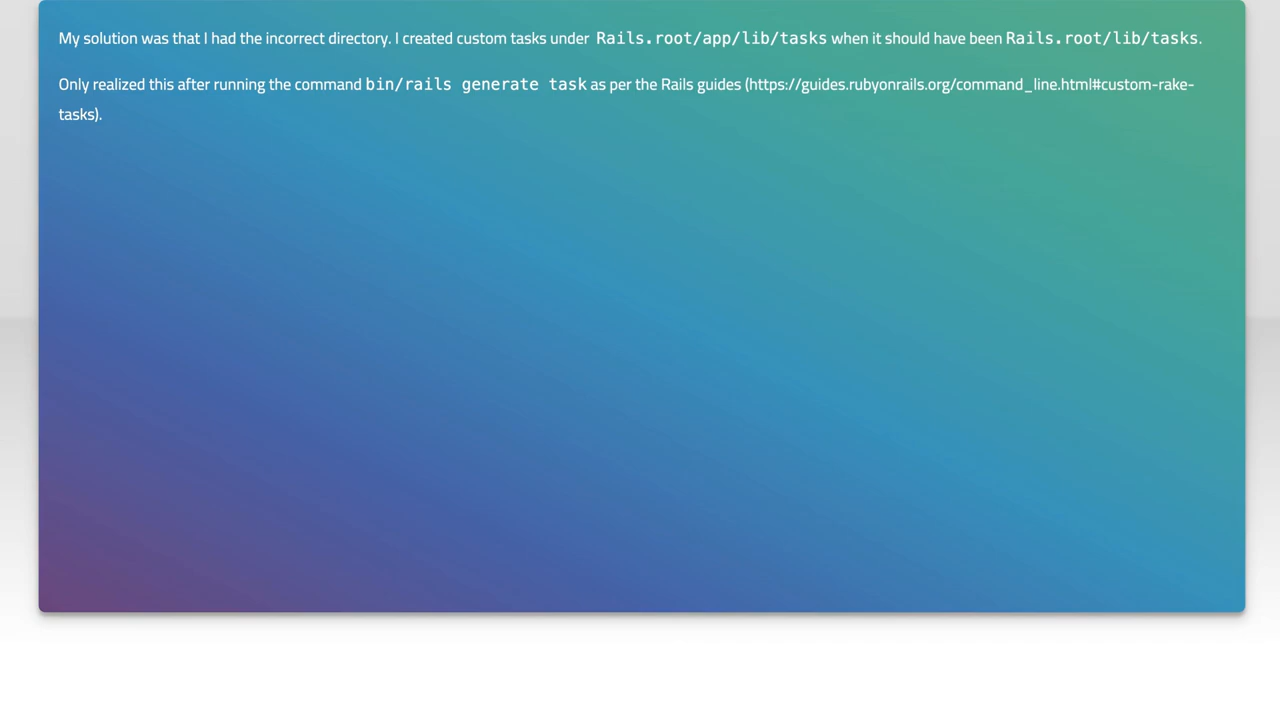 My solution was that I had the incorrect directory. I created custom tasks under Rails.root/app/lib/tasks when it should have been Rails.root/lib/tasks.
Only realized this after running the command bin/rails generate task as per the Rails guides (https://guides.rubyonrails.org/command_line.html#custom-rake-
tasks).